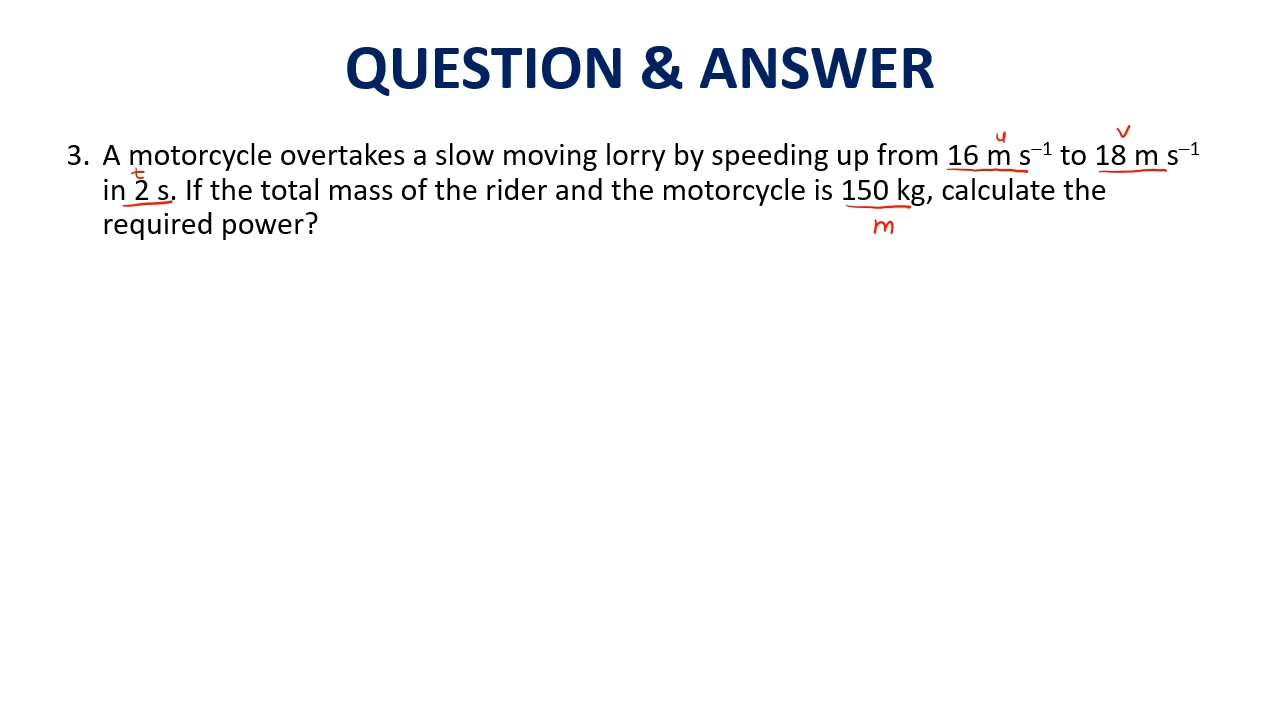 QUESTION & ANSWER
u v
3. A motorcycle overtakes a slow moving lorry by speeding up from 16 m s⁻¹ to 18 m s⁻¹
t
in 2 s. If the total mass of the rider and the motorcycle is 150 kg, calculate the
required power?
m